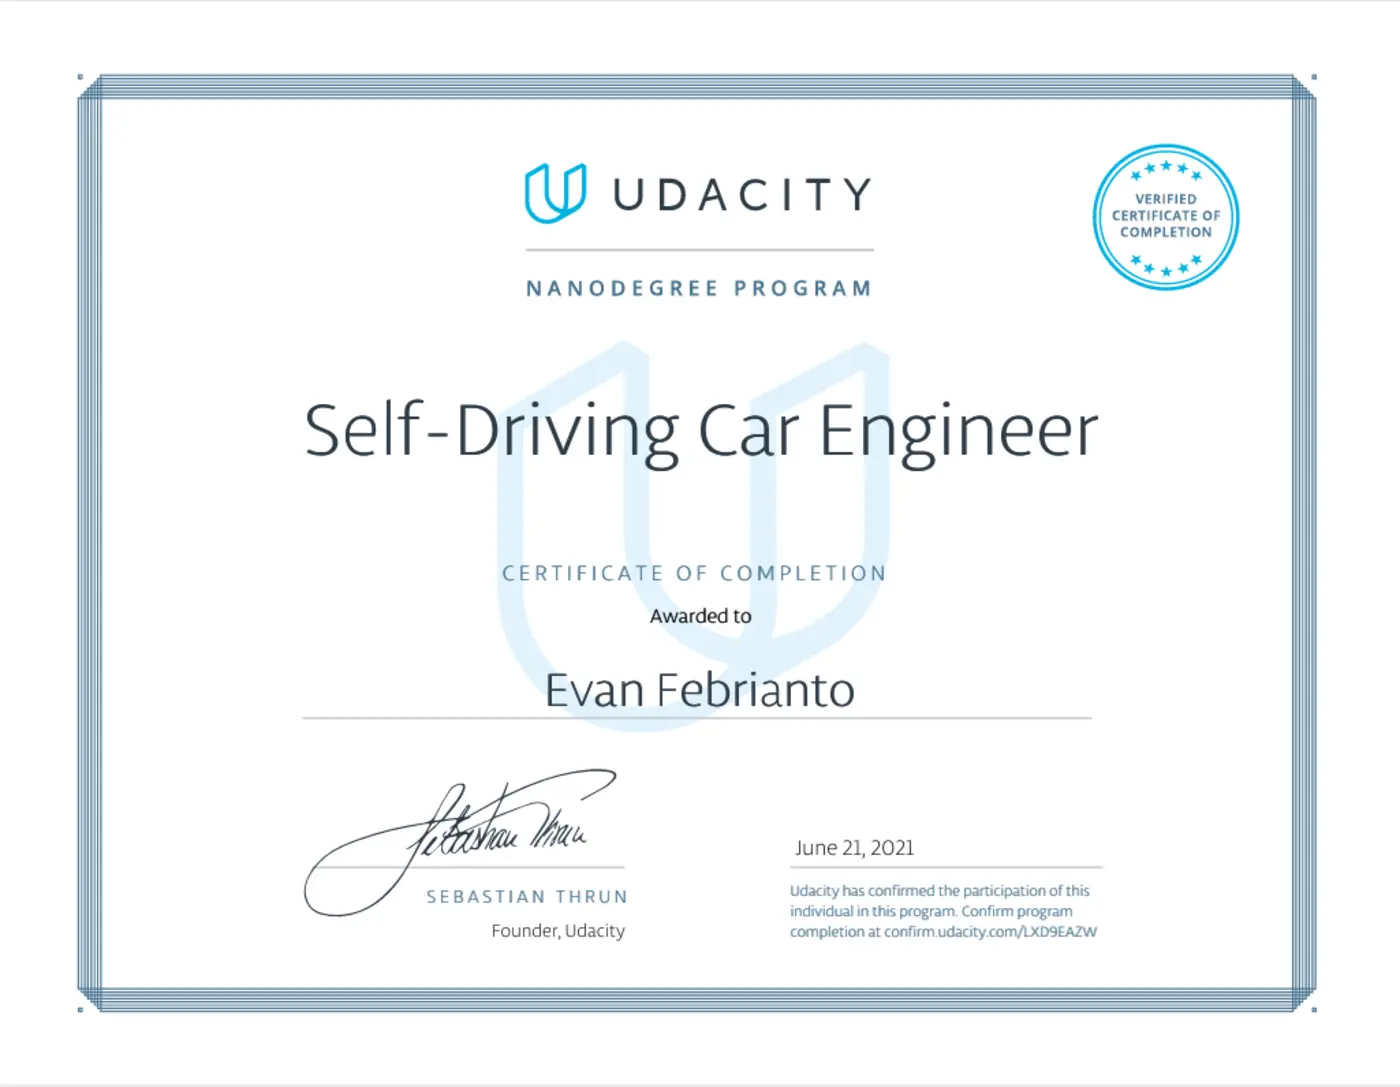 UDACITY
VERIFIED
CERTIFICATE OF
COMPLETION
NANODEGREE PROGRAM
Self-Driving Car Engineer
CERTIFICATE OF COMPLETION
Awarded to
Evan Febrianto
Sebastian Thrun
SEBASTIAN THRUN
Founder, Udacity
June 21, 2021
Udacity has confirmed the participation of this
individual in this program. Confirm program
completion at confirm.udacity.com/LXD9EAZW